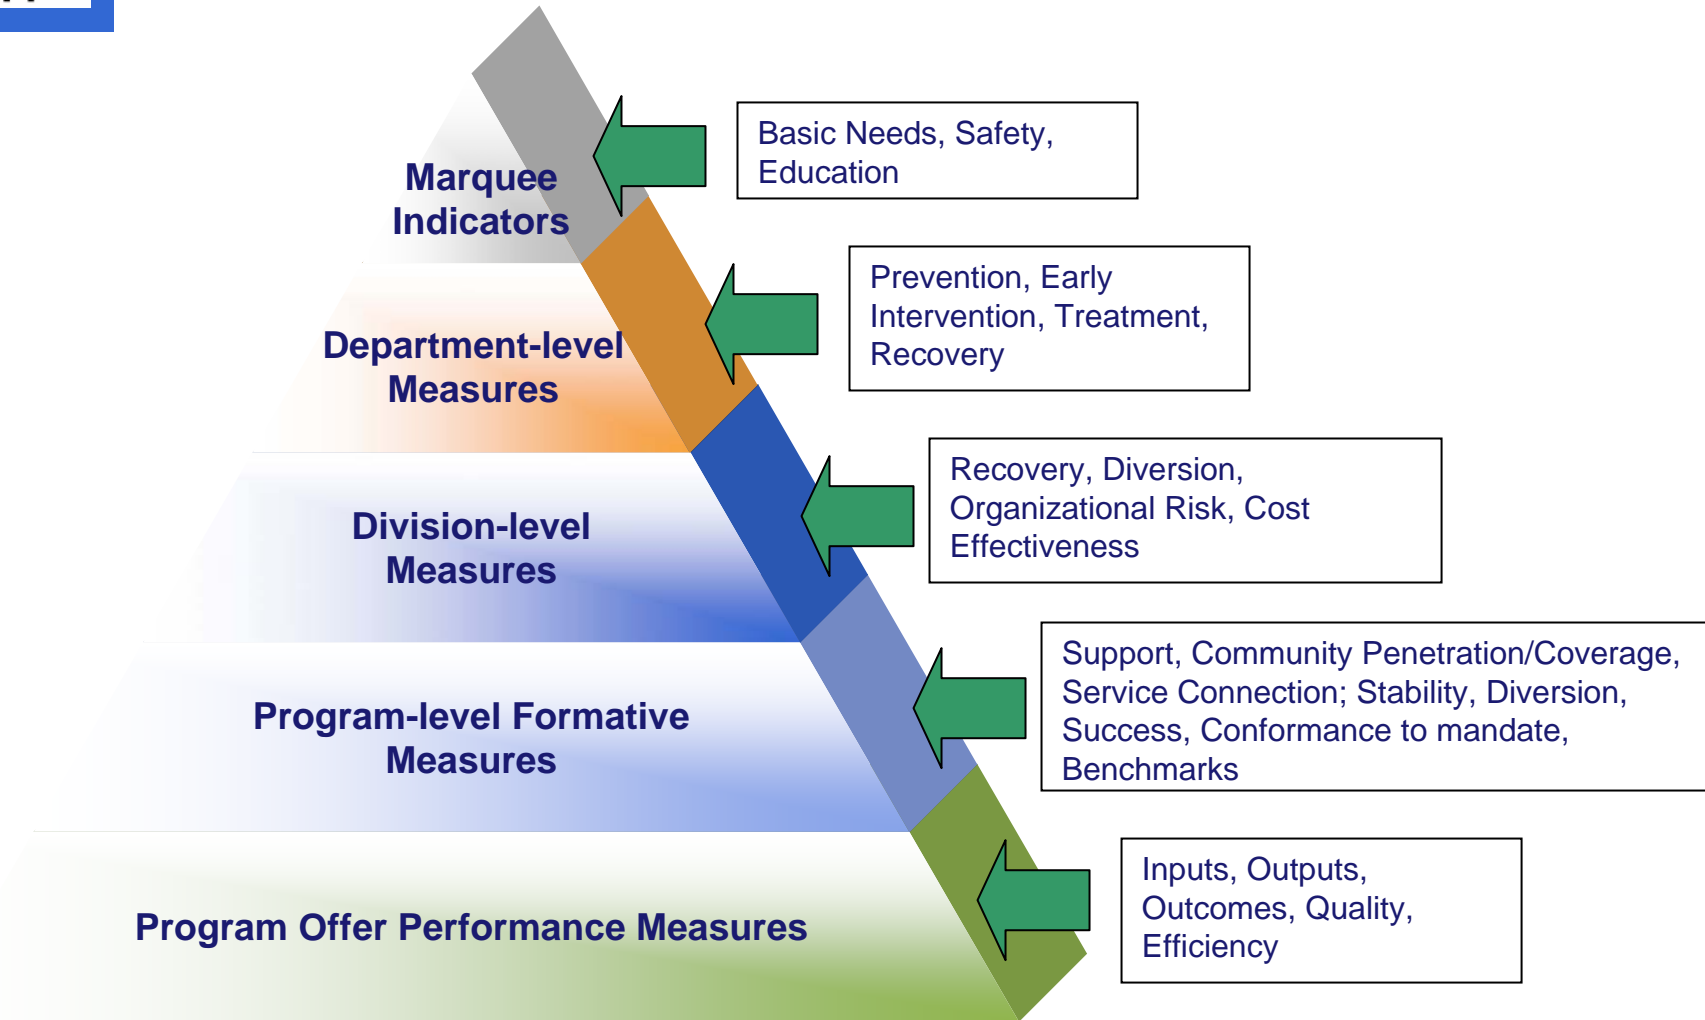 Marquee
Indicators
Basic Needs, Safety,
Education
Department-level
Measures
Prevention, Early
Intervention, Treatment,
Recovery
Division-level
Measures
Recovery, Diversion,
Organizational Risk, Cost
Effectiveness
Program-level Formative
Measures
Support, Community Penetration/Coverage,
Service Connection; Stability, Diversion,
Success, Conformance to mandate,
Benchmarks
Program Offer Performance Measures
Inputs, Outputs,
Outcomes, Quality,
Efficiency